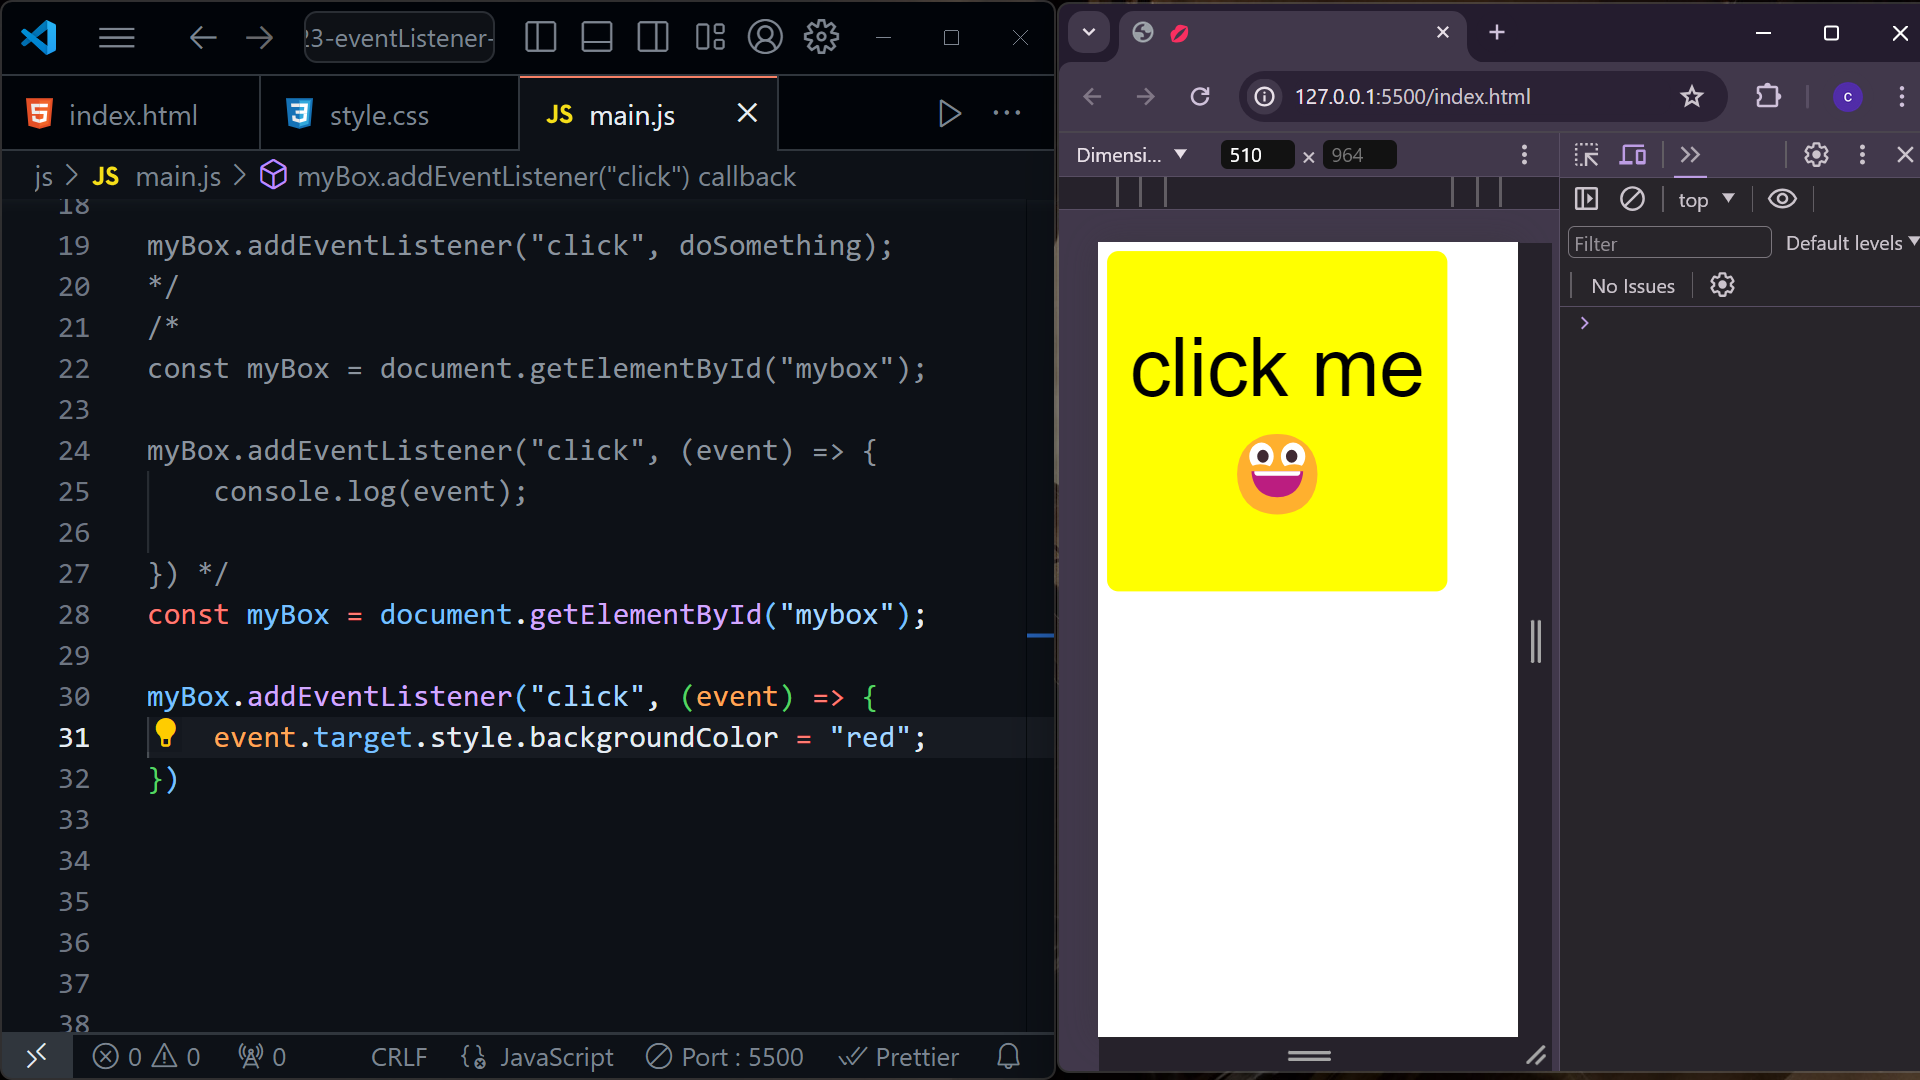 23-eventListener-
index.html
style.css
JS main.js
js > JS main.js > myBox.addEventListener("click") callback
18
19 myBox.addEventListener("click", doSomething);
20 */
21 /*
22 const myBox = document.getElementById("mybox");
23
24 myBox.addEventListener("click", (event) => {
25     console.log(event);
26
27 }) */
28 const myBox = document.getElementById("mybox");
29
30 myBox.addEventListener("click", (event) => {
31     event.target.style.backgroundColor = "red";
32 })
33
34
35
36
37
38
0 0 0 CRLF JavaScript Port : 5500 Prettier
127.0.0.1:5500/index.html
c
Dimensi... ▼ 510 × 964
top ▼
Filter Default levels ▼
No Issues
>
click me